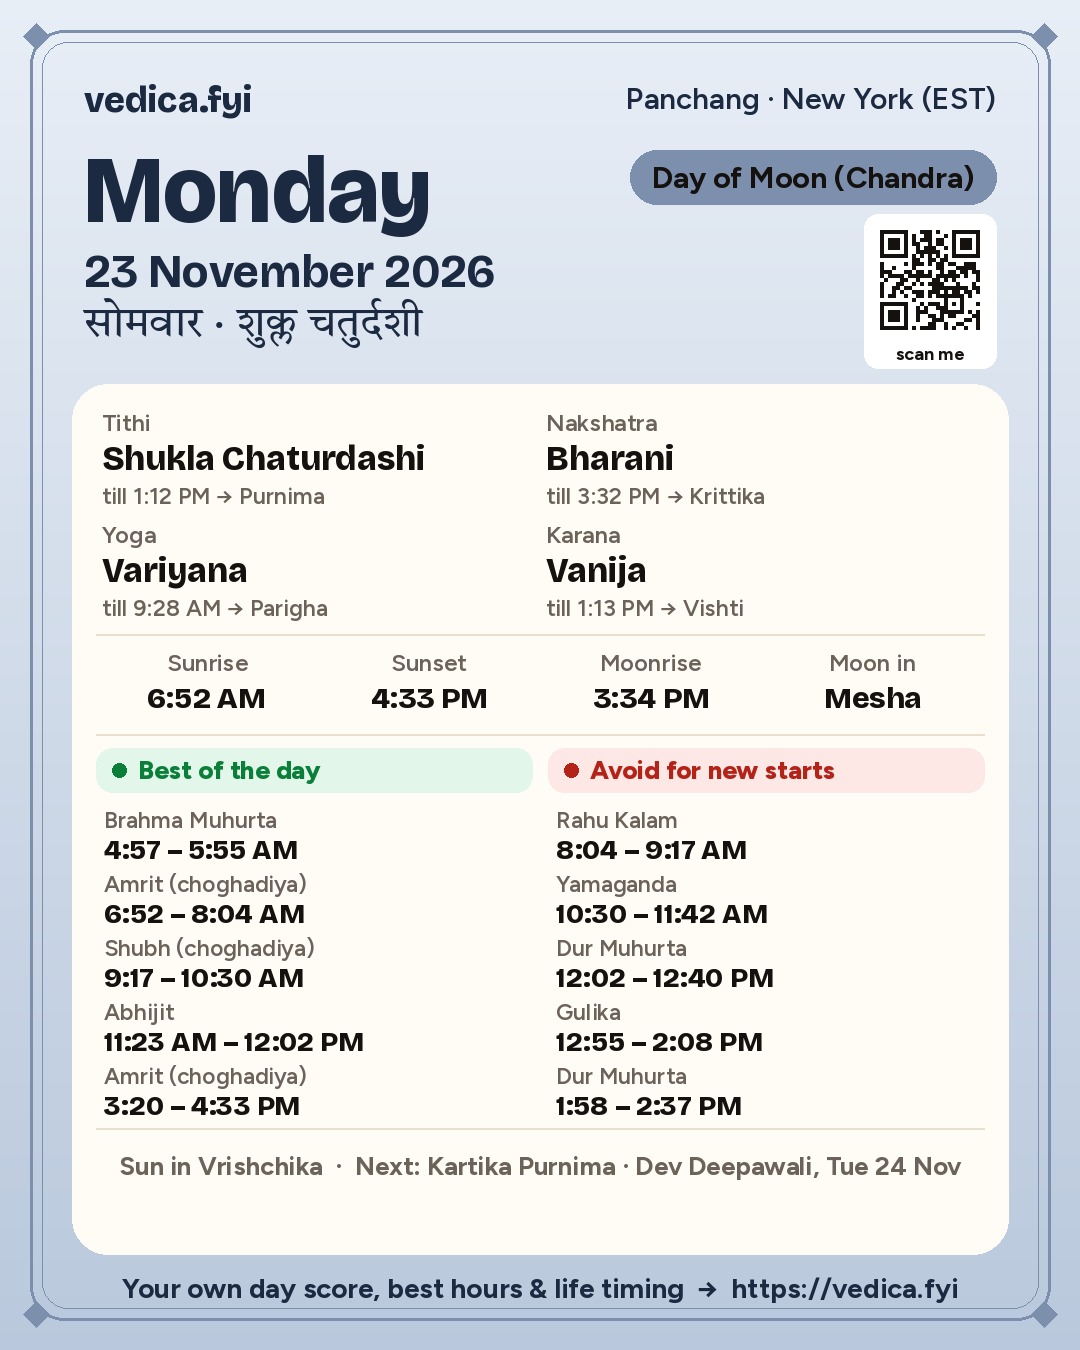 vedica.fyi
Panchang · New York (EST)
Monday
Day of Moon (Chandra)
23 November 2026
सोमवार · शुक्ल चतुर्दशी
scan me
Tithi
Shukla Chaturdashi
till 1:12 PM → Purnima
Nakshatra
Bharani
till 3:32 PM → Krittika
Yoga
Variyana
till 9:28 AM → Parigha
Karana
Vanija
till 1:13 PM → Vishti
Sunrise
6:52 AM
Sunset
4:33 PM
Moonrise
3:34 PM
Moon in
Mesha
Best of the day
Brahma Muhurta
4:57 – 5:55 AM
Amrit (choghadiya)
6:52 – 8:04 AM
Shubh (choghadiya)
9:17 – 10:30 AM
Abhijit
11:23 AM – 12:02 PM
Amrit (choghadiya)
3:20 – 4:33 PM
Avoid for new starts
Rahu Kalam
8:04 – 9:17 AM
Yamaganda
10:30 – 11:42 AM
Dur Muhurta
12:02 – 12:40 PM
Gulika
12:55 – 2:08 PM
Dur Muhurta
1:58 – 2:37 PM
Sun in Vrishchika · Next: Kartika Purnima · Dev Deepawali, Tue 24 Nov
Your own day score, best hours & life timing → https://vedica.fyi